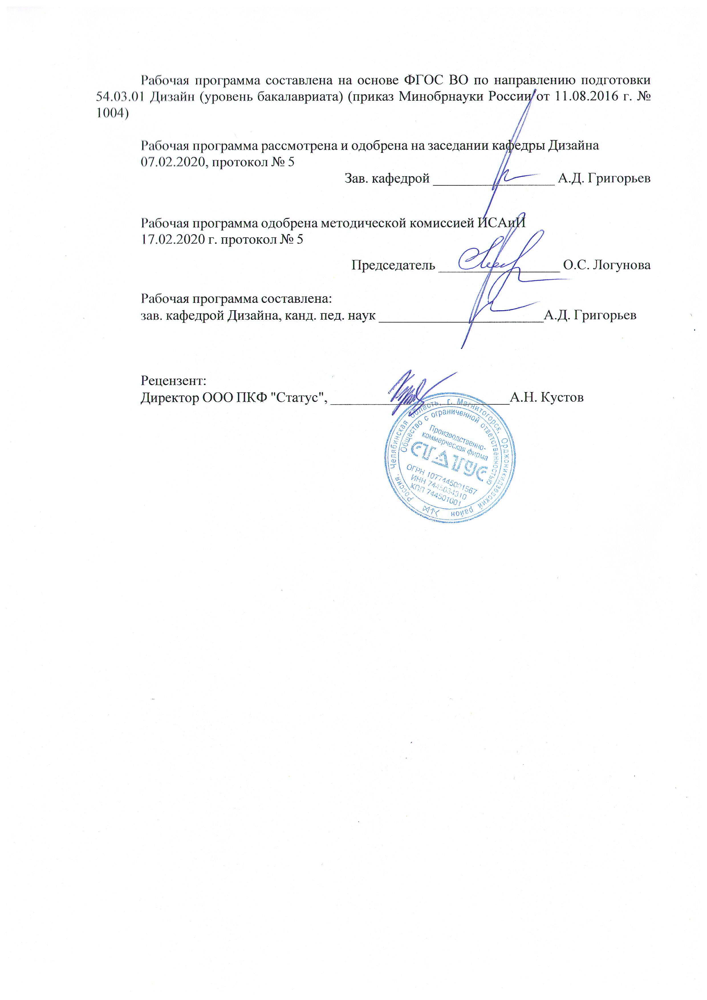 Рабочая программа составлена на основе ФГОС ВО по направлению подготовки
54.03.01 Дизайн (уровень бакалавриата) (приказ Минобрнауки России от 11.08.2016 г. №
1004)
Рабочая программа рассмотрена и одобрена на заседании кафедры Дизайна
07.02.2020, протокол № 5
Зав. кафедрой ____________________ А.Д. Григорьев
Рабочая программа одобрена методической комиссией ИСАиИ
17.02.2020 г. протокол № 5
Председатель ____________________ О.С. Логунова
Рабочая программа составлена:
зав. кафедрой Дизайна, канд. пед. наук ___________________________А.Д. Григорьев
Рецензент:
Директор ООО ПКФ "Статус", _____________________________А.Н. Кустов
Россия, Челябинская область, г. Магнитогорск, Орджоникидзевский район
Общество с ограниченной ответственностью
Производственно-
коммерческая фирма
СТАТУС
ОГРН 1077445001567
ИНН 7445034310
КПП 744501001